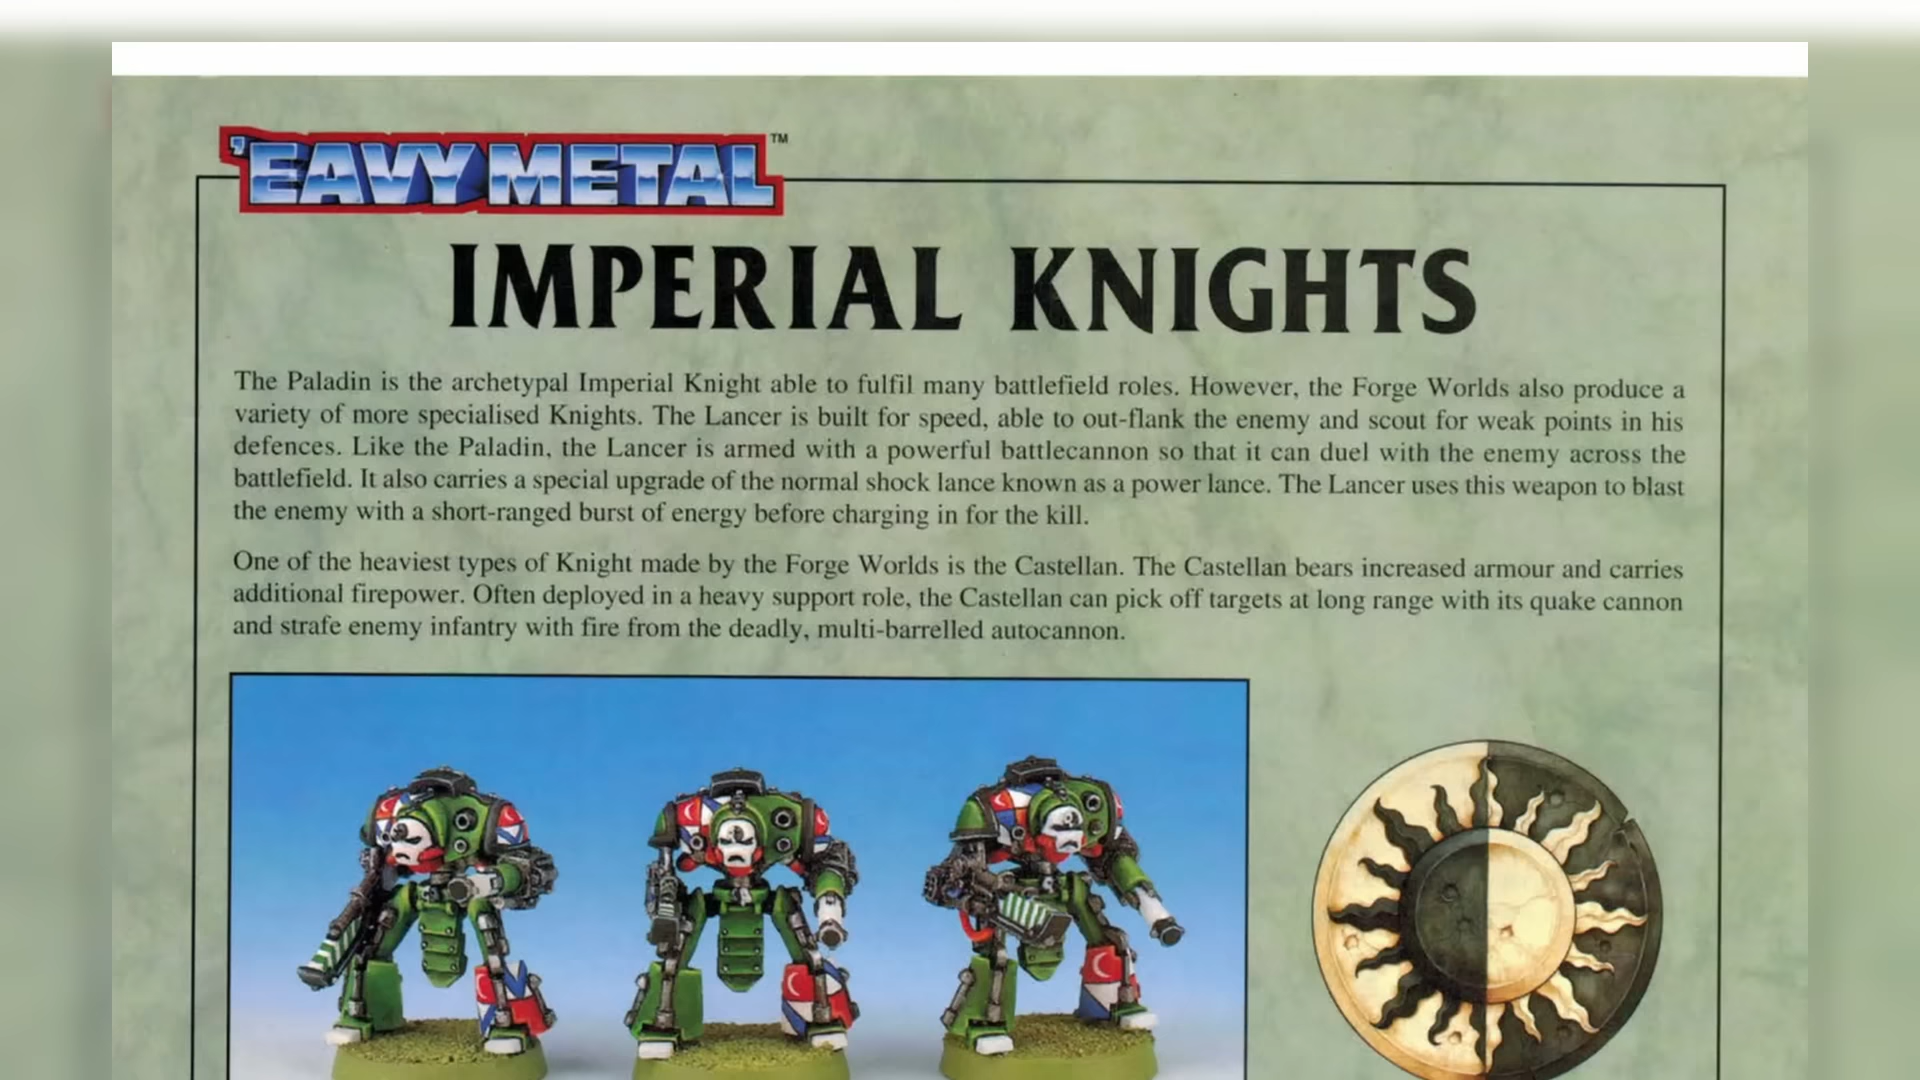 'EAVY METAL™
IMPERIAL KNIGHTS
The Paladin is the archetypal Imperial Knight able to fulfil many battlefield roles. However, the Forge Worlds also produce a
variety of more specialised Knights. The Lancer is built for speed, able to out-flank the enemy and scout for weak points in his
defences. Like the Paladin, the Lancer is armed with a powerful battlecannon so that it can duel with the enemy across the
battlefield. It also carries a special upgrade of the normal shock lance known as a power lance. The Lancer uses this weapon to blast
the enemy with a short-ranged burst of energy before charging in for the kill.
One of the heaviest types of Knight made by the Forge Worlds is the Castellan. The Castellan bears increased armour and carries
additional firepower. Often deployed in a heavy support role, the Castellan can pick off targets at long range with its quake cannon
and strafe enemy infantry with fire from the deadly, multi-barrelled autocannon.